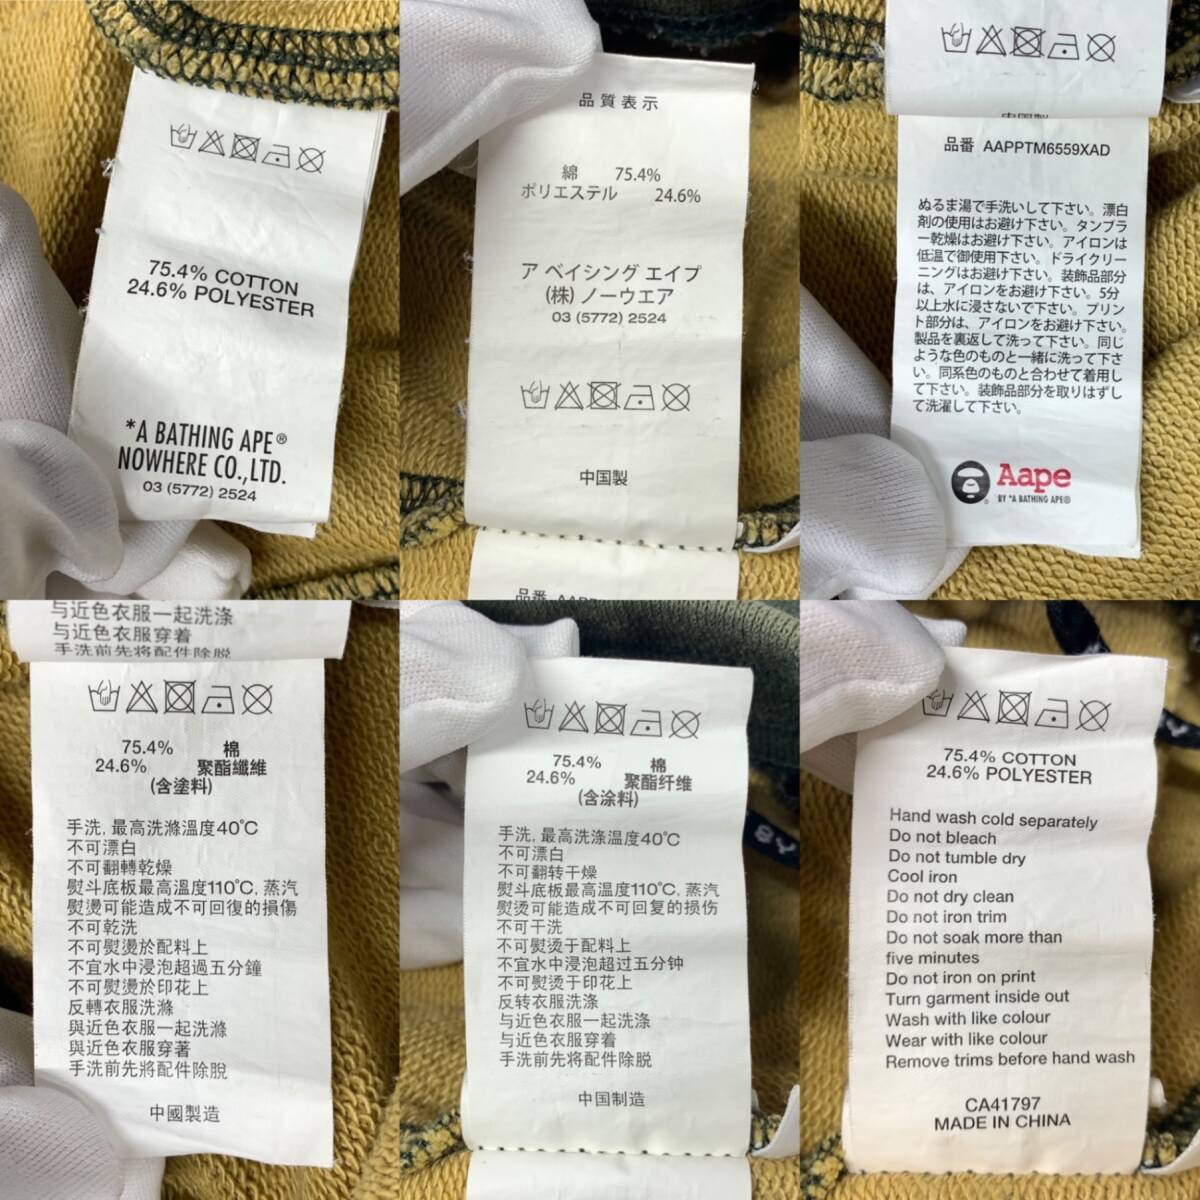 75.4% COTTON
24.6% POLYESTER
*A BATHING APE®
NOWHERE CO.,LTD.
03 (5772) 2524
品質表示
綿 75.4%
ポリエステル 24.6%
ア ベイシング エイプ
(株) ノーウエア
03 (5772) 2524
中国製
品番
中国製
品番 AAPPTM6559XAD
ぬるま湯で手洗いして下さい。漂白
剤の使用はお避け下さい。タンブラ
ー乾燥はお避け下さい。アイロンは
低温で御使用下さい。ドライクリー
ニングはお避け下さい。装飾品部分
は、アイロンをお避け下さい。5分
以上水に浸さないで下さい。プリン
ト部分は、アイロンをお避け下さい。
製品を裏返して洗って下さい。同じ
ような色のものと一緒に洗って下さ
い。同系色のものと合わせて着用し
て下さい。装飾品部分を取りはずし
て洗濯して下さい。
Aape
BY *A BATHING APE®
与近色衣服一起洗涤
与近色衣服穿着
手洗前先将配件除脱
75.4% 棉
24.6% 聚酯纖維
(含塗料)
手洗, 最高洗滌溫度40℃
不可漂白
不可翻轉乾燥
熨斗底板最高溫度110℃, 蒸汽
熨燙可能造成不可回復的損傷
不可乾洗
不可熨燙於配料上
不宜水中浸泡超過五分鐘
不可熨燙於印花上
反轉衣服洗滌
與近色衣服一起洗滌
與近色衣服穿著
手洗前先將配件除脫
中國製造
75.4% 棉
24.6% 聚酯纤维
(含涂料)
手洗, 最高洗涤温度40℃
不可漂白
不可翻转干燥
熨斗底板最高温度110℃, 蒸汽
熨烫可能造成不可回复的损伤
不可干洗
不可熨烫于配料上
不宜水中浸泡超过五分钟
不可熨烫于印花上
反转衣服洗涤
与近色衣服一起洗涤
与近色衣服穿着
手洗前先将配件除脱
中国制造
BY
75.4% COTTON
24.6% POLYESTER
Hand wash cold separately
Do not bleach
Do not tumble dry
Cool iron
Do not dry clean
Do not iron trim
Do not soak more than
five minutes
Do not iron on print
Turn garment inside out
Wash with like colour
Wear with like colour
Remove trims before hand wash
CA41797
MADE IN CHINA